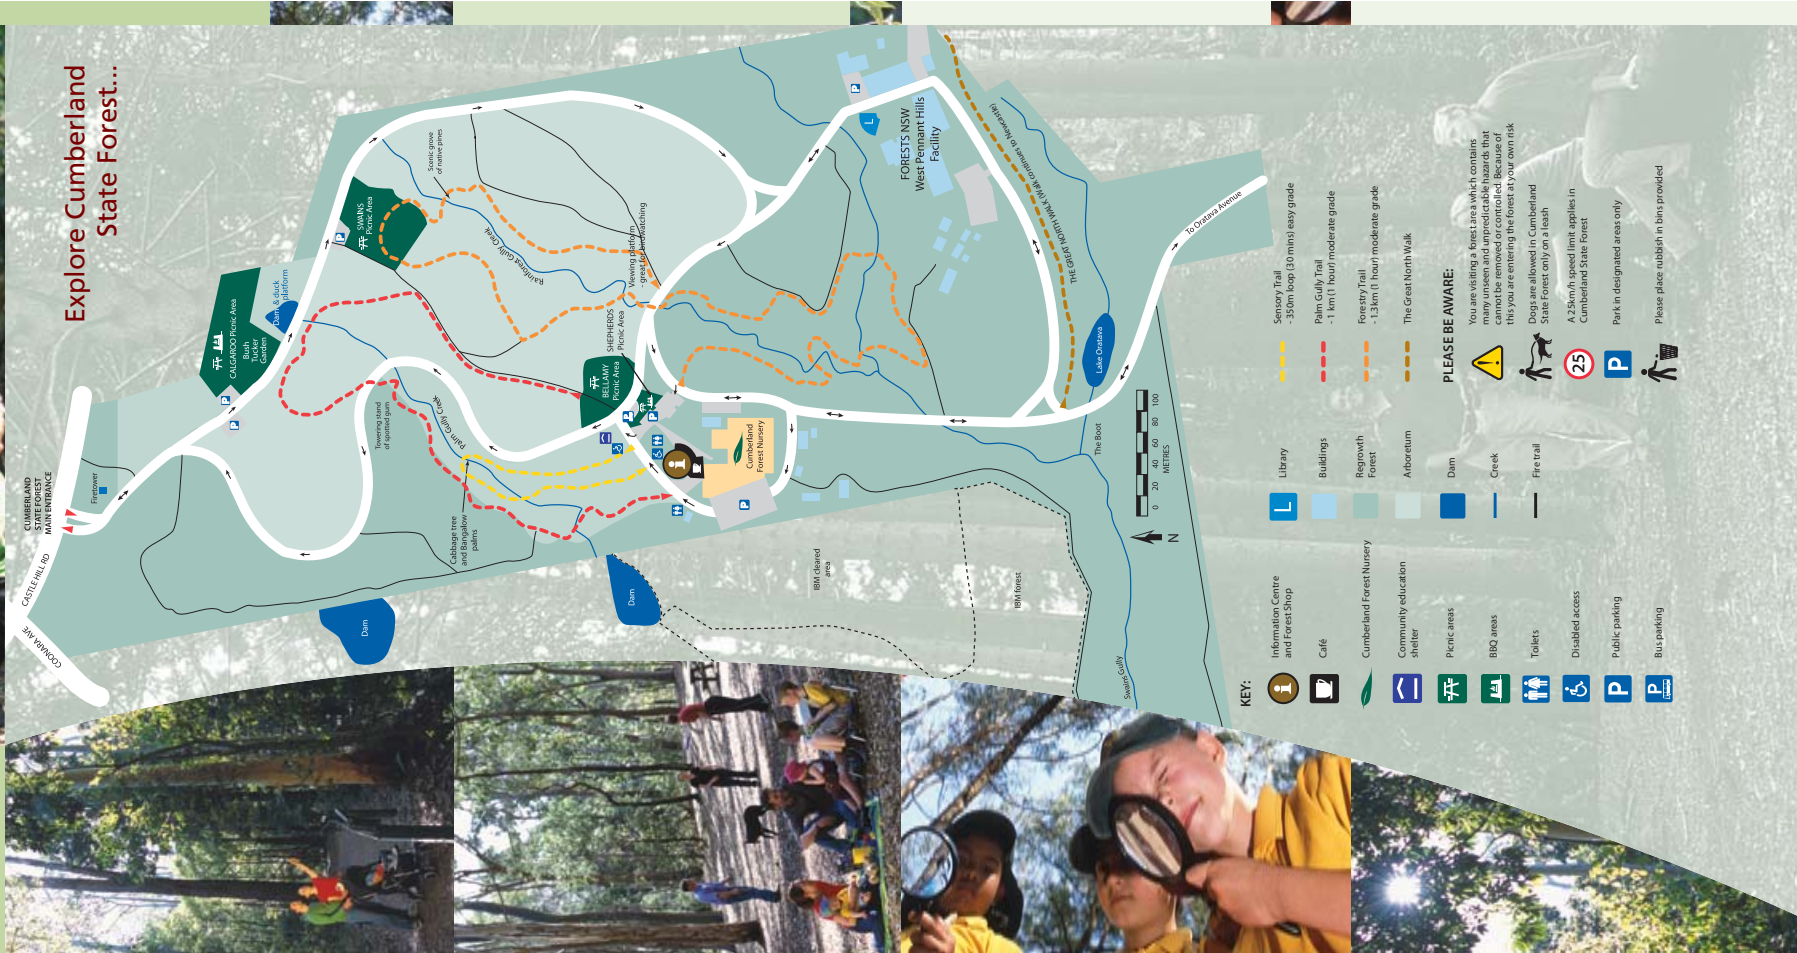 Explore Cumberland
State Forest...
CUMBERLAND
STATE FOREST
MAIN ENTRANCE
CASTLE HILL RD
COONARA AVE
Firetower
P
P
CALGAROO Picnic Area
Bush
Tucker
Garden
Dam & duck
platform
P
SWAINS
Picnic Area
Scenic grove
of native pines
Rainforest Gully Creek
Viewing platform
- great for birdwatching
Towering stand
of spotted gum
Palm Gully Creek
Cabbage tree
and Bangalow
palms
SHEPHERDS
Picnic Area
BELLAMY
Picnic Area
P
i
P
Cumberland
Forest Nursery
Dam
Dam
IBM cleared
area
IBM forest
P
L
FORESTS NSW
West Pennant Hills
Facility
THE GREAT NORTH WALK (Walk continues to Newcastle)
Lake Oratava
To Oratava Avenue
The Boot
Swains Gully
0 20 40 60 80 100
METRES
N
KEY:
i
Information Centre
and Forest Shop
Café
Cumberland Forest Nursery
Community education
shelter
Picnic areas
BBQ areas
Toilets
Disabled access
P
Public parking
P
Bus parking
L
Library
Buildings
Regrowth
Forest
Arboretum
Dam
Creek
Fire trail
Sensory Trail
- 350m loop (30 mins) easy grade
Palm Gully Trail
- 1 km (1 hour) moderate grade
Forestry Trail
- 1.3km (1 hour) moderate grade
The Great North Walk
PLEASE BE AWARE:
You are visiting a forest area which contains
many unseen and unpredictable hazards that
cannot be removed or controlled. Because of
this you are entering the forest at your own risk
Dogs are allowed in Cumberland
State Forest only on a leash
25
A 25km/h speed limit applies in
Cumberland State Forest
P
Park in designated areas only
Please place rubbish in bins provided